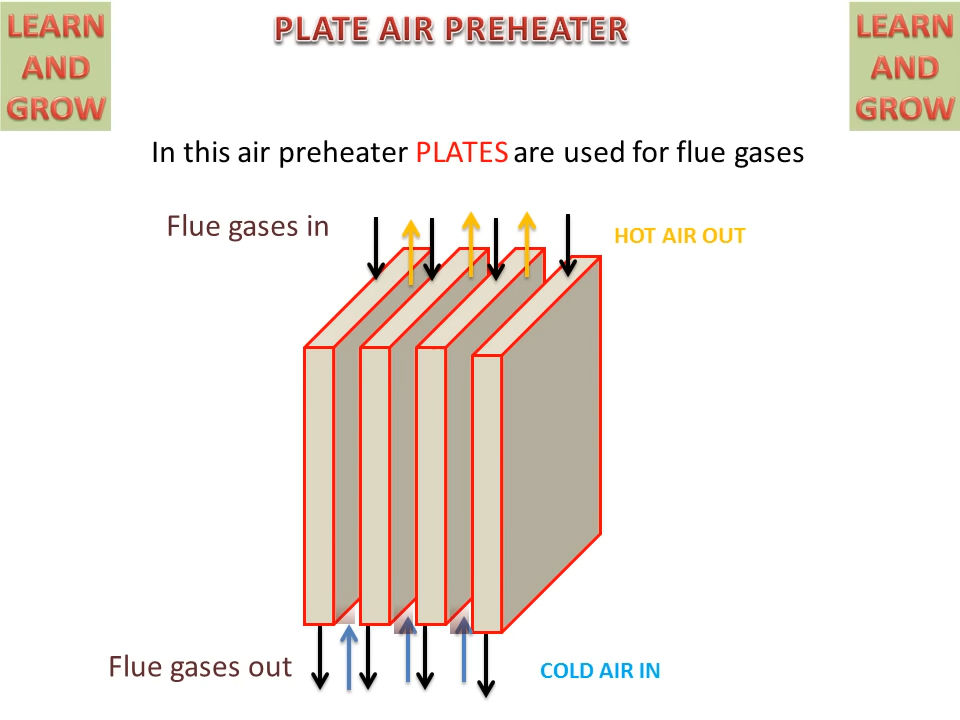 LEARN
AND
GROW
PLATE AIR PREHEATER
LEARN
AND
GROW
In this air preheater PLATES are used for flue gases
Flue gases in
HOT AIR OUT
Flue gases out
COLD AIR IN